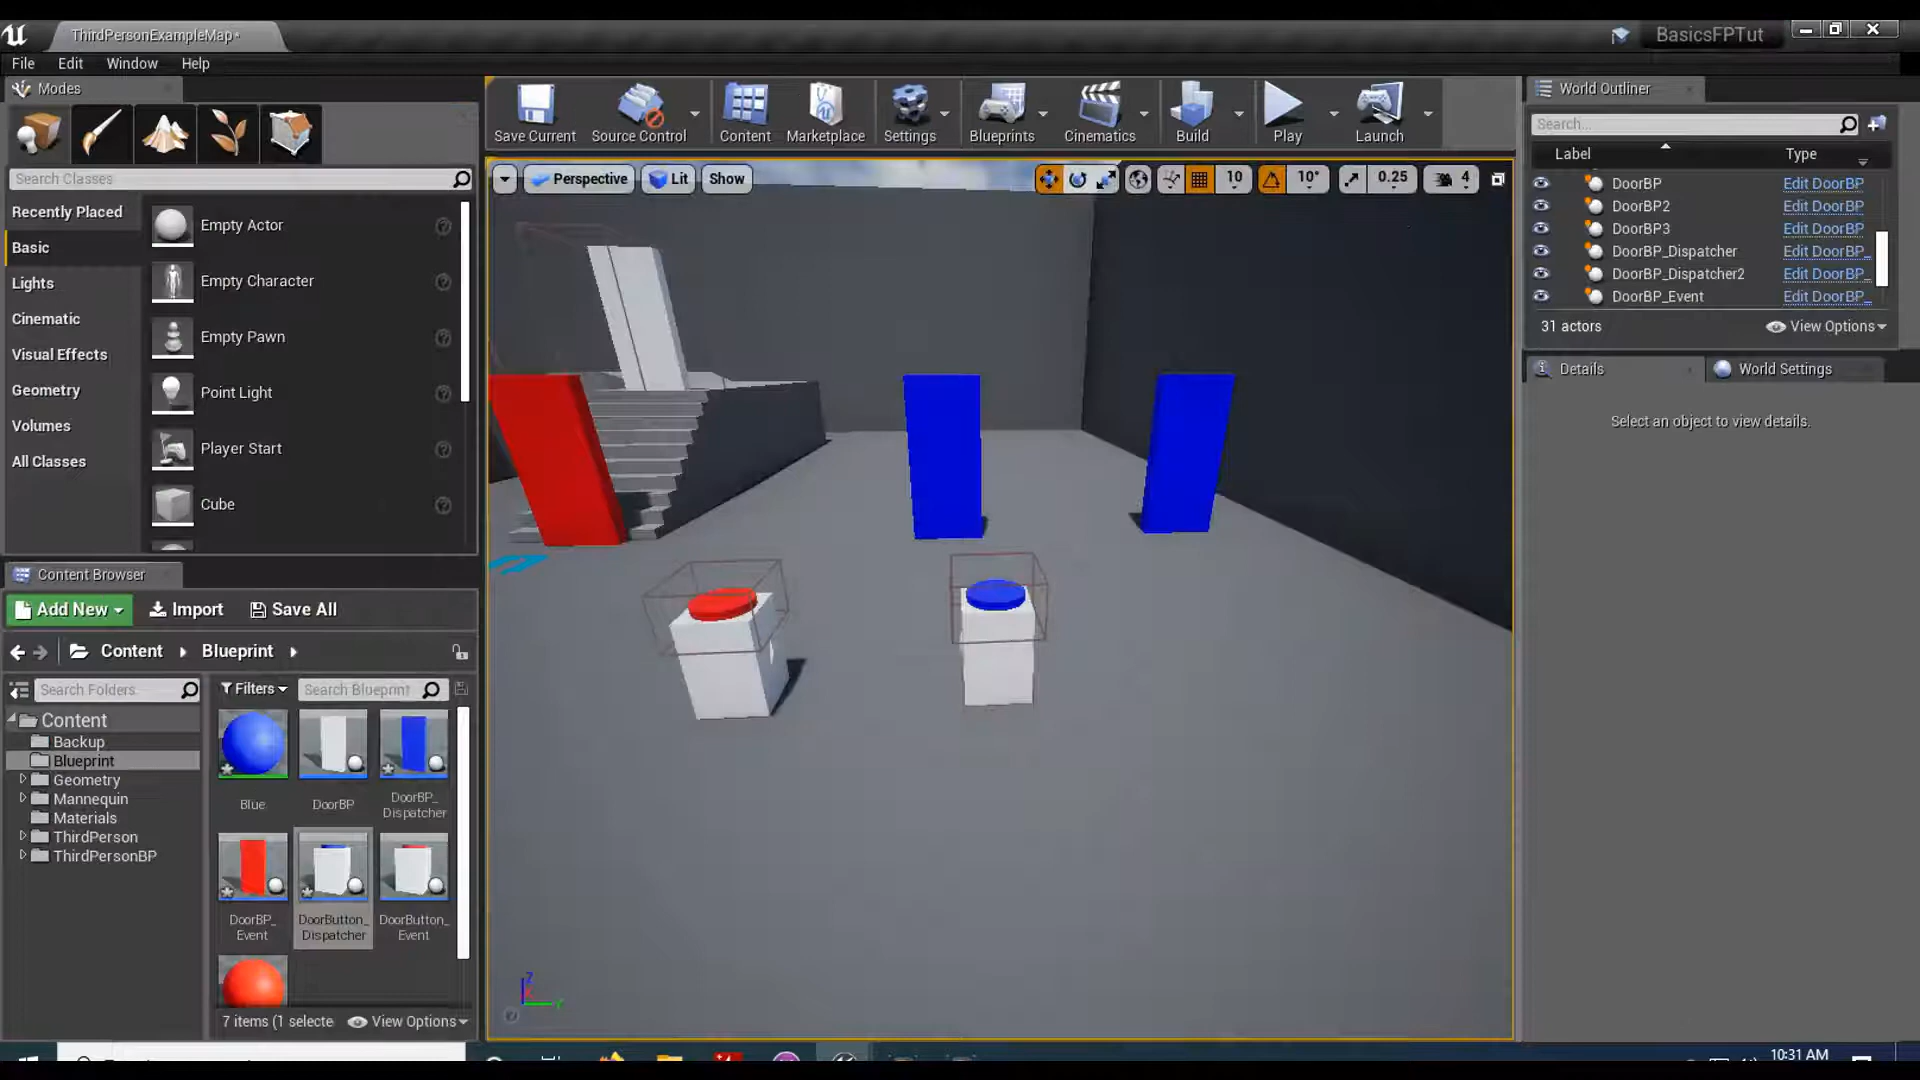 ThirdPersonExampleMap*
BasicsFPTut
File Edit Window Help
Modes
Search Classes
Recently Placed
Basic
Lights
Cinematic
Visual Effects
Geometry
Volumes
All Classes
Empty Actor
Empty Character
Empty Pawn
Point Light
Player Start
Cube
Save Current
Source Control
Content
Marketplace
Settings
Blueprints
Cinematics
Build
Play
Launch
Perspective
Lit
Show
10
10°
0.25
4
World Outliner
Search...
Label Type
DoorBP Edit DoorBP
DoorBP2 Edit DoorBP
DoorBP3 Edit DoorBP
DoorBP_Dispatcher Edit DoorBP_
DoorBP_Dispatcher2 Edit DoorBP_
DoorBP_Event Edit DoorBP_
31 actors View Options
Details
World Settings
Select an object to view details.
Content Browser
Add New Import Save All
Content Blueprint
Search Folders
Filters
Search Blueprint
Content
Backup
Blueprint
Geometry
Mannequin
Materials
ThirdPerson
ThirdPersonBP
Blue
DoorBP
DoorBP_
Dispatcher
DoorBP_
Event
DoorButton_
Dispatcher
DoorButton_
Event
7 items (1 selecte View Options
Z
10:31 AM